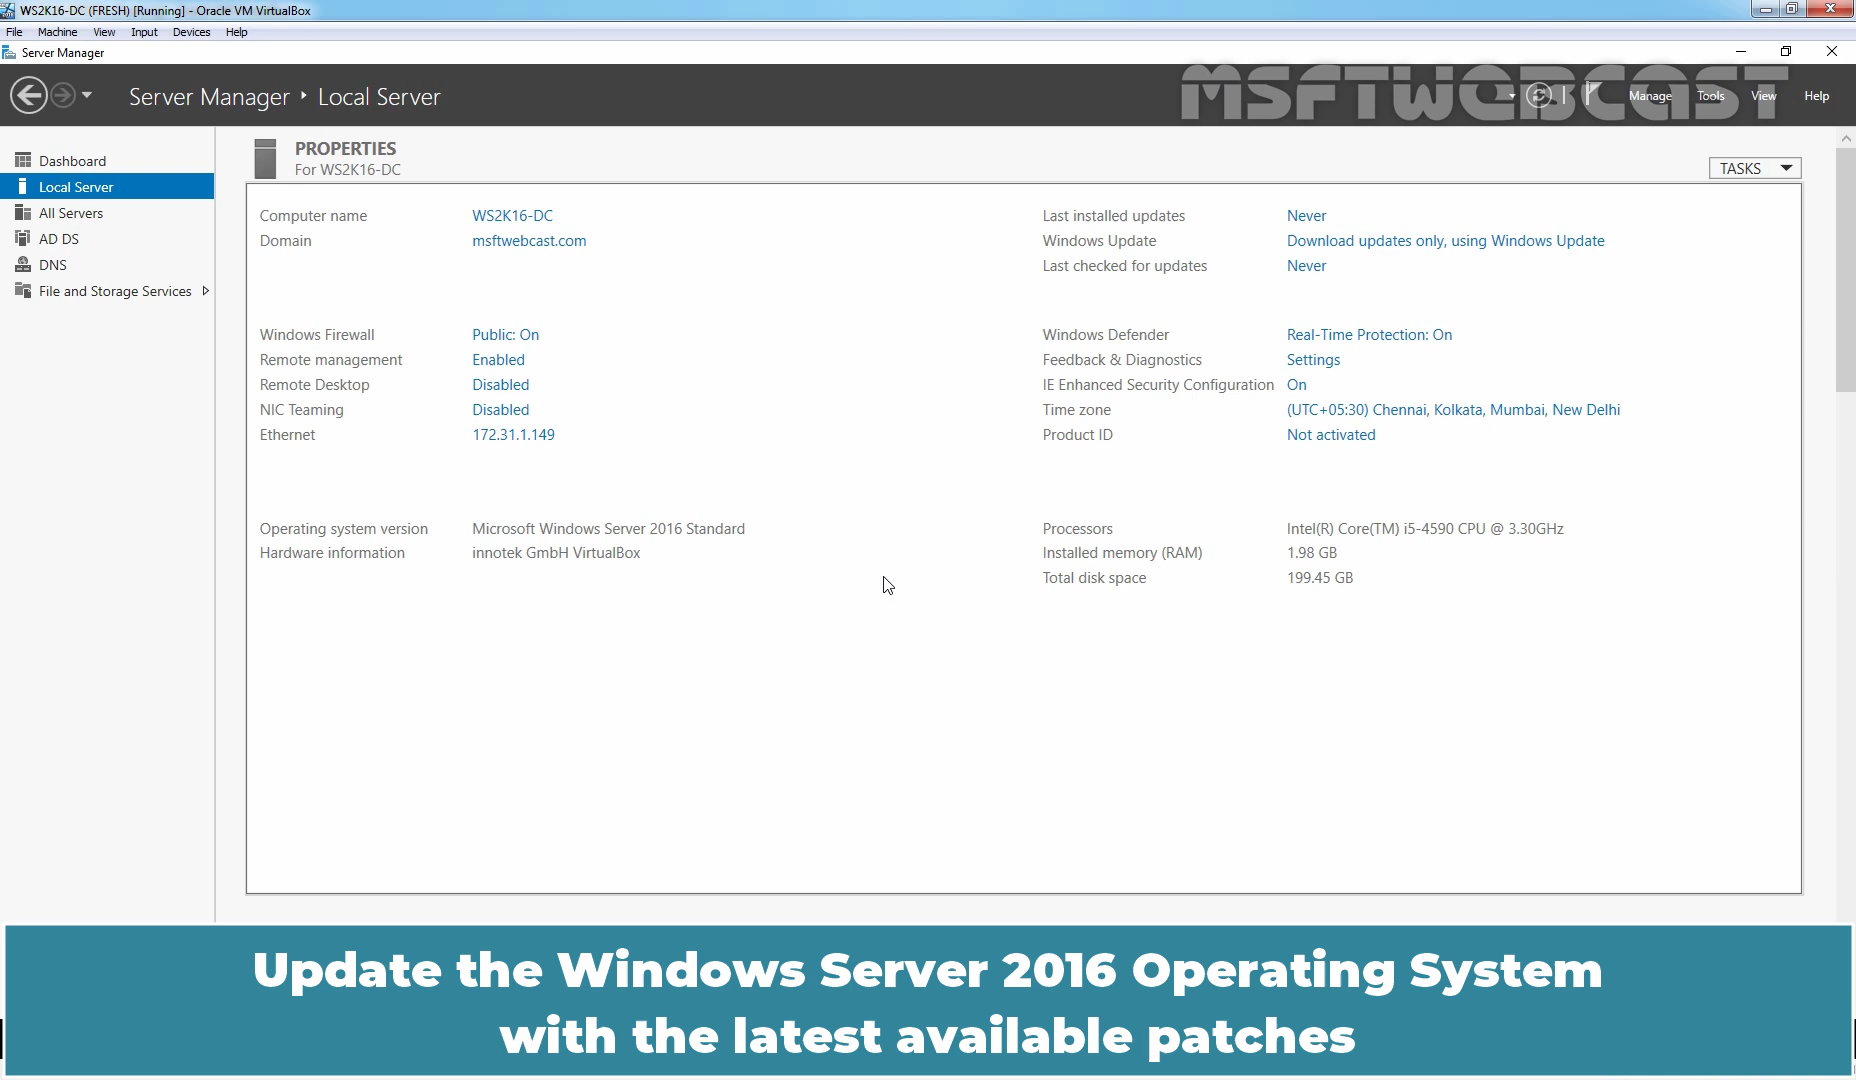 WS2K16-DC (FRESH) [Running] - Oracle VM VirtualBox
File Machine View Input Devices Help
Server Manager
Server Manager Local Server
MSFTWEBCAST
Manage Tools View Help
Dashboard
Local Server
All Servers
AD DS
DNS
File and Storage Services
PROPERTIES
For WS2K16-DC
TASKS
Computer name WS2K16-DC
Domain msftwebcast.com
Last installed updates Never
Windows Update Download updates only, using Windows Update
Last checked for updates Never
Windows Firewall Public: On
Remote management Enabled
Remote Desktop Disabled
NIC Teaming Disabled
Ethernet 172.31.1.149
Windows Defender Real-Time Protection: On
Feedback & Diagnostics Settings
IE Enhanced Security Configuration On
Time zone (UTC+05:30) Chennai, Kolkata, Mumbai, New Delhi
Product ID Not activated
Operating system version Microsoft Windows Server 2016 Standard
Hardware information innotek GmbH VirtualBox
Processors Intel(R) Core(TM) i5-4590 CPU @ 3.30GHz
Installed memory (RAM) 1.98 GB
Total disk space 199.45 GB
Update the Windows Server 2016 Operating System
with the latest available patches